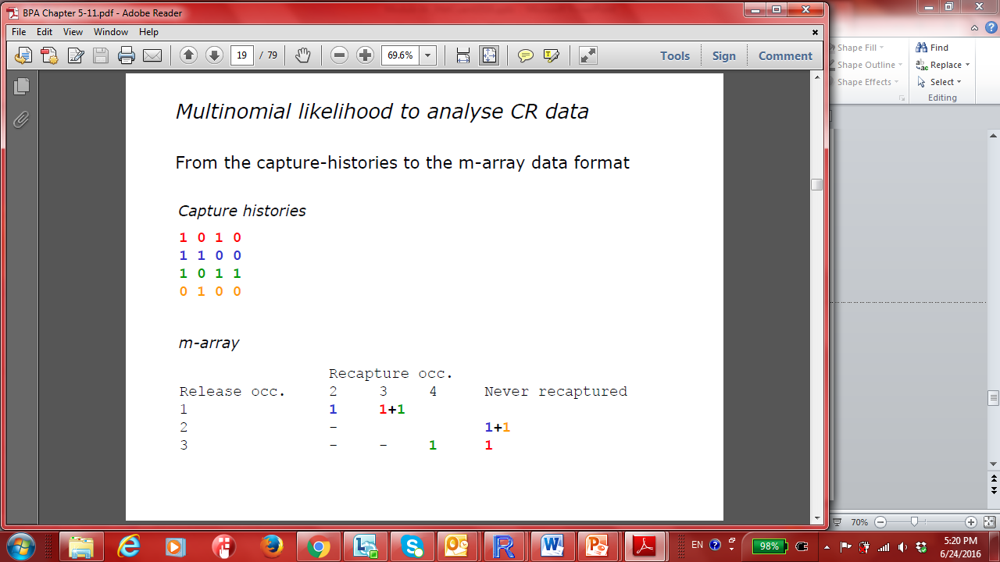 BPA Chapter 5-11.pdf - Adobe Reader
File Edit View Window Help
19 / 79 69.6% Tools Sign Comment
Shape Fill Find
Shape Outline Replace
Shape Effects Select
Editing
Multinomial likelihood to analyse CR data
From the capture-histories to the m-array data format
Capture histories
1 0 1 0
1 1 0 0
1 0 1 1
0 1 0 0
m-array
Recapture occ.
Release occ. 2 3 4 Never recaptured
1 1 1+1
2 - 1+1
3 - - 1 1
70%
EN 98% 5:20 PM
6/24/2016